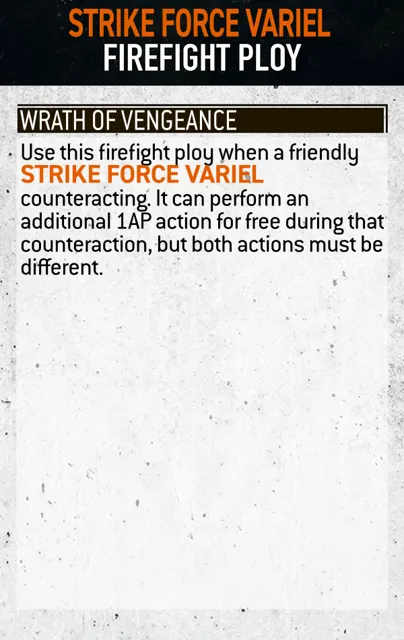 STRIKE FORCE VARIEL
FIREFIGHT PLOY
WRATH OF VENGEANCE
Use this firefight ploy when a friendly
STRIKE FORCE VARIEL
counteracting. It can perform an
additional 1AP action for free during that
counteraction, but both actions must be
different.